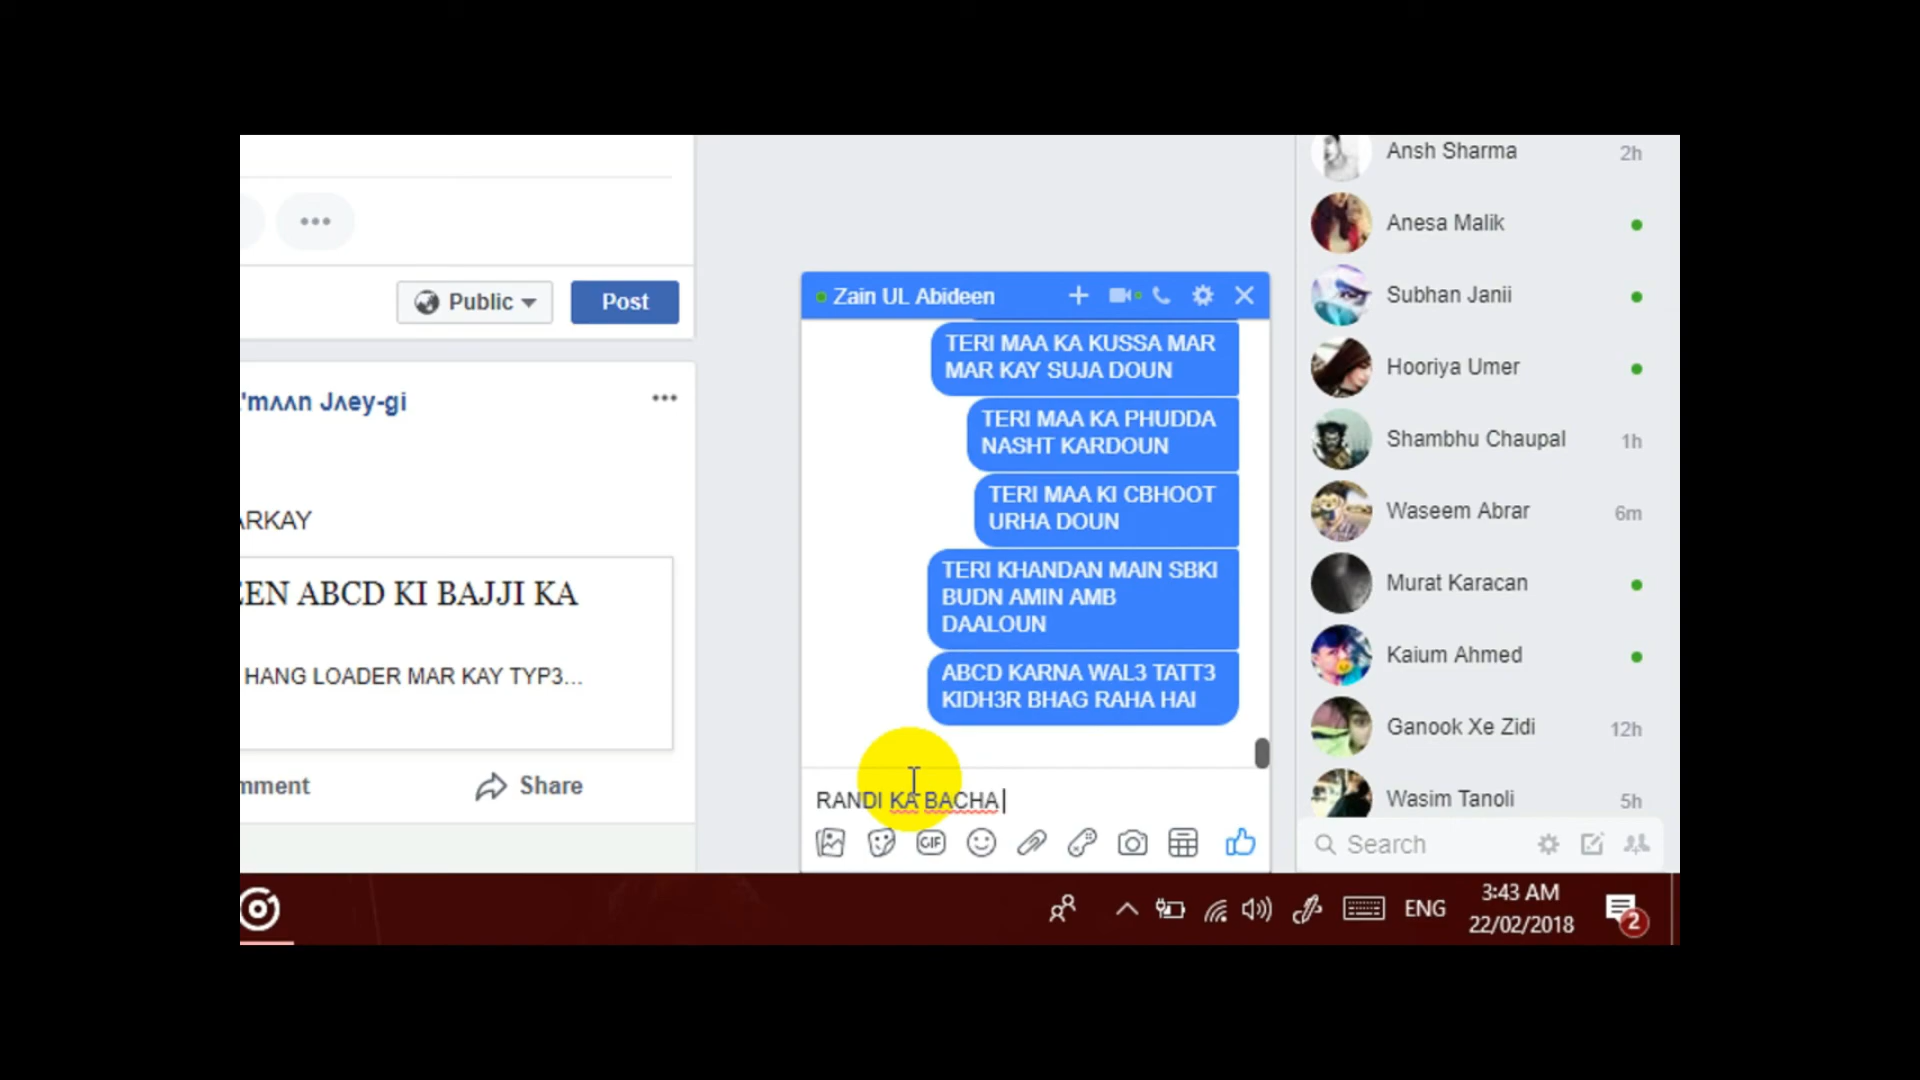 Public
Post
'mʌʌn Jʌey-gi
ARKAY
EEN ABCD KI BAJJI KA
HANG LOADER MAR KAY TYP3...
mment
Share
Zain UL Abideen
TERI MAA KA KUSSA MAR
MAR KAY SUJA DOUN
TERI MAA KA PHUDDA
NASHT KARDOUN
TERI MAA KI CBHOOT
URHA DOUN
TERI KHANDAN MAIN SBKI
BUDN AMIN AMB
DAALOUN
ABCD KARNA WAL3 TATT3
KIDH3R BHAG RAHA HAI
RANDI KA BACHA
GIF
Ansh Sharma 2h
Anesa Malik
Subhan Janii
Hooriya Umer
Shambhu Chaupal 1h
Waseem Abrar 6m
Murat Karacan
Kaium Ahmed
Ganook Xe Zidi 12h
Wasim Tanoli 5h
Search
ENG
3:43 AM
22/02/2018
2